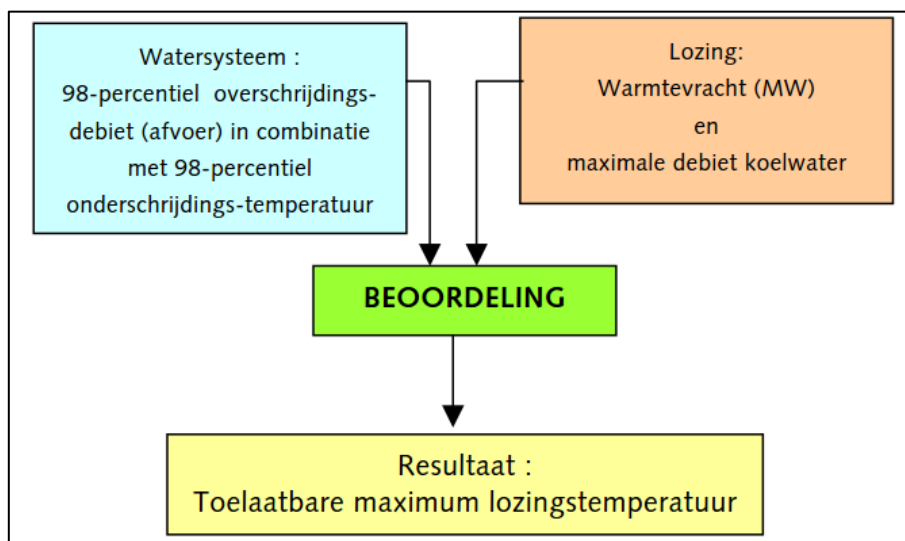 Watersysteem :
98-percentiel overschrijdings-
debiet (afvoer) in combinatie
met 98-percentiel
onderschrijdings-temperatuur
Lozing:
Warmtevracht (MW)
en
maximale debiet koelwater
BEOORDELING
Resultaat :
Toelaatbare maximum lozingstemperatuur